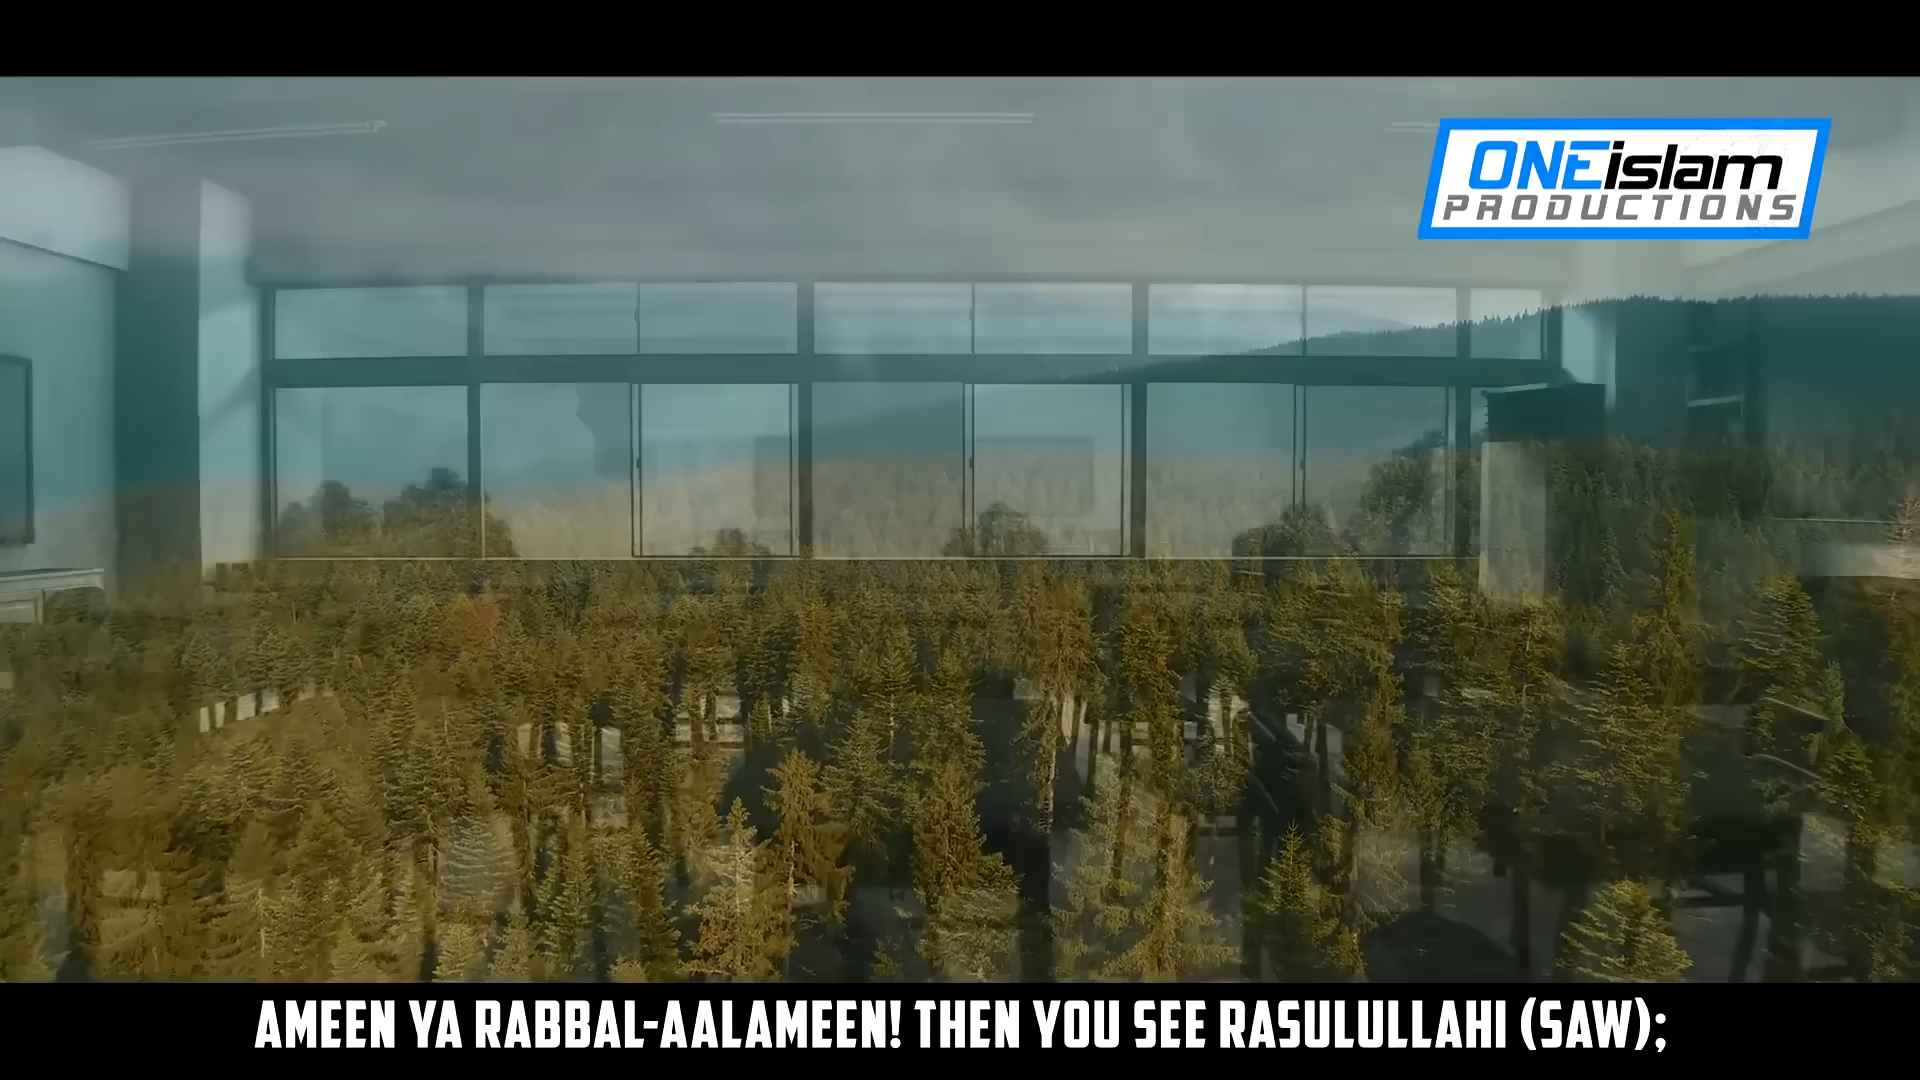 ONEislam
PRODUCTIONS
AMEEN YA RABBAL-AALAMEEN! THEN YOU SEE RASULULLAHI (SAW);